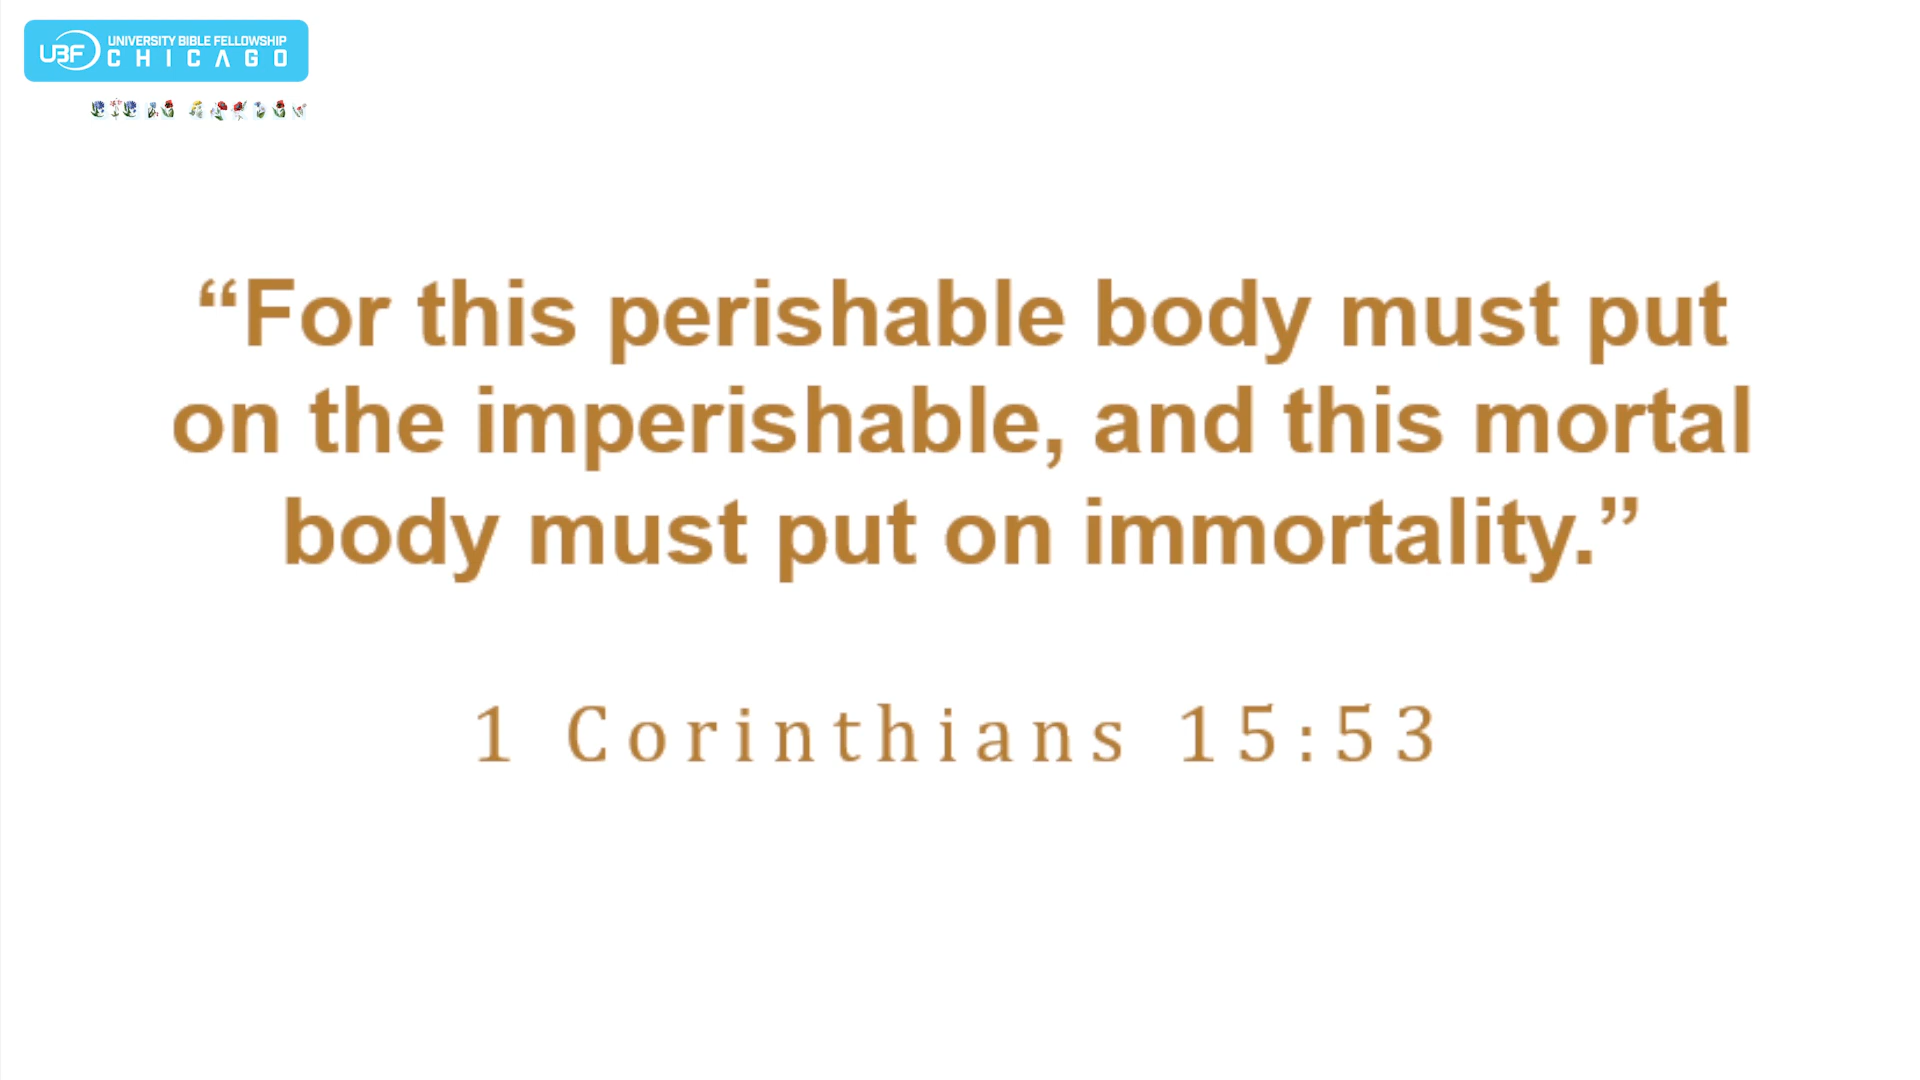 UBF UNIVERSITY BIBLE FELLOWSHIP
CHICAGO
“For this perishable body must put
on the imperishable, and this mortal
body must put on immortality.”
1 Corinthians 15:53